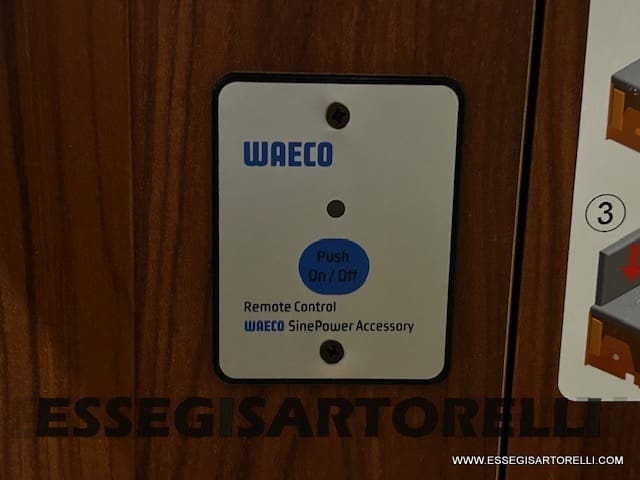 WAECO
Push
On / Off
Remote Control
WAECO SinePower Accessory
3
ESSEGISARTORELLI
WWW.ESSEGISARTORELLI.COM